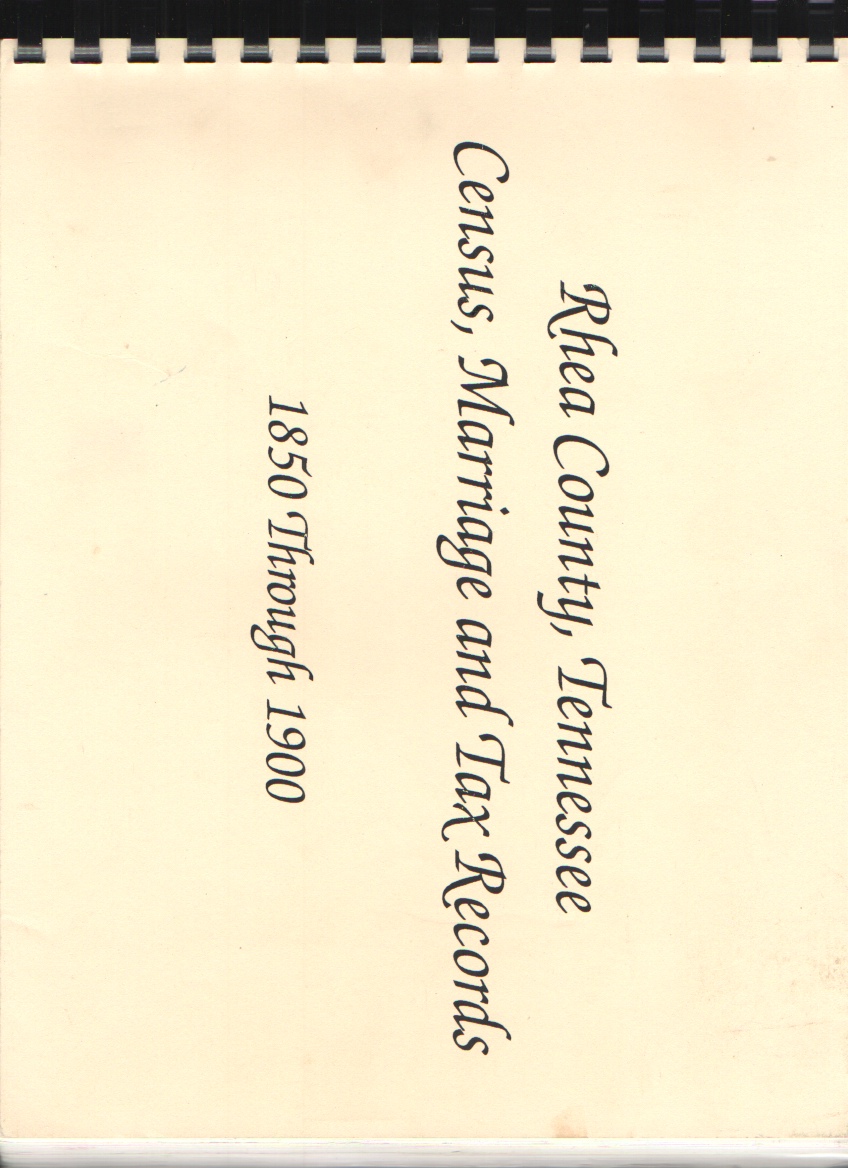 Rhea County, Tennessee
Census, Marriage and Tax Records
1850 Through 1900